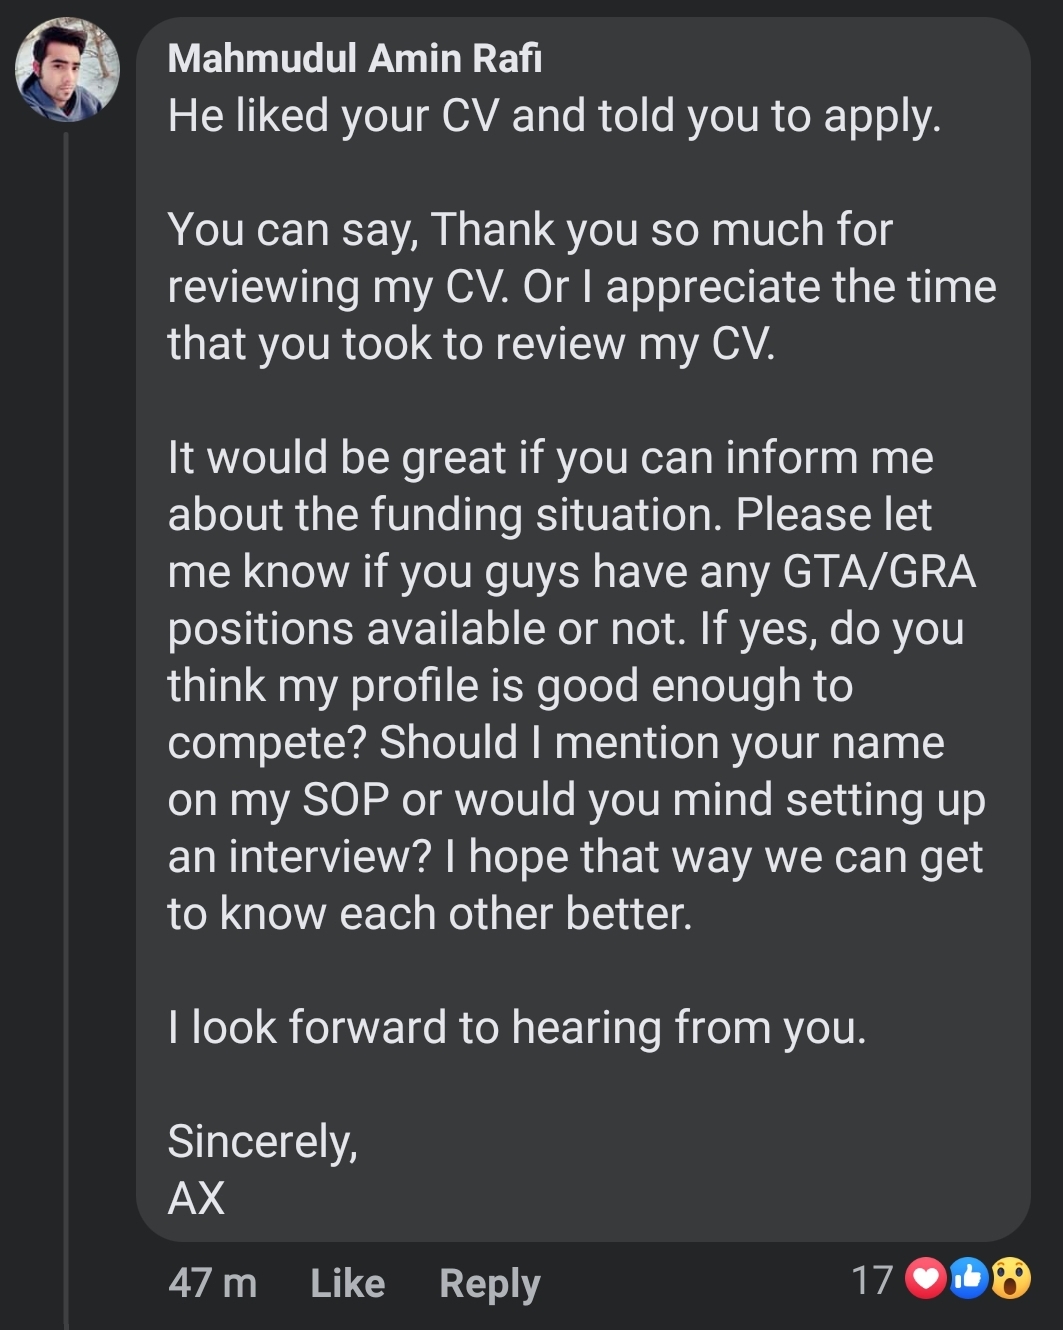 Mahmudul Amin Rafi
He liked your CV and told you to apply.
You can say, Thank you so much for
reviewing my CV. Or I appreciate the time
that you took to review my CV.
It would be great if you can inform me
about the funding situation. Please let
me know if you guys have any GTA/GRA
positions available or not. If yes, do you
think my profile is good enough to
compete? Should I mention your name
on my SOP or would you mind setting up
an interview? I hope that way we can get
to know each other better.
I look forward to hearing from you.
Sincerely,
AX
47 m Like Reply 17